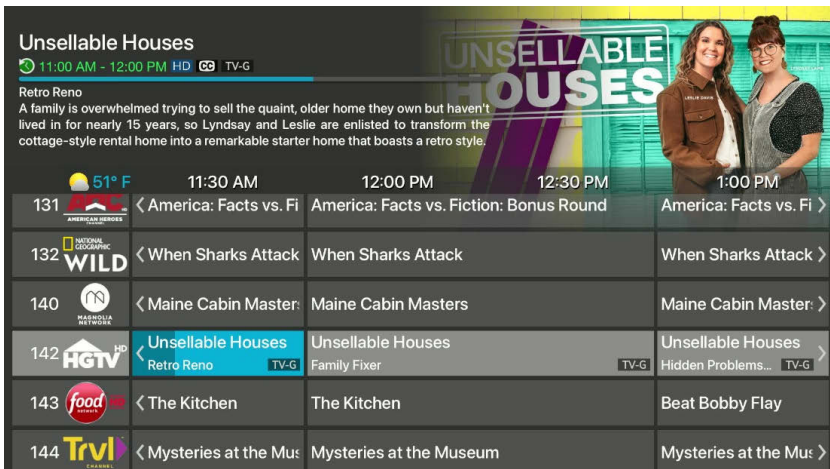 Unsellable Houses
11:00 AM - 12:00 PM HD CC TV-G
Retro Reno
A family is overwhelmed trying to sell the quaint, older home they own but haven't
lived in for nearly 15 years, so Lyndsay and Leslie are enlisted to transform the
cottage-style rental home into a remarkable starter home that boasts a retro style.
UNSELLABLE
HOUSES
LESLIE DAVIS
51° F 11:30 AM 12:00 PM 12:30 PM 1:00 PM
131 AMERICAN HEROES CHANNEL America: Facts vs. Fi America: Facts vs. Fiction: Bonus Round America: Facts vs. Fi
132 NATIONAL GEOGRAPHIC WILD When Sharks Attack When Sharks Attack When Sharks Attack
140 MAGNOLIA NETWORK Maine Cabin Master Maine Cabin Masters Maine Cabin Master
142 HGTV HD Unsellable Houses Unsellable Houses Unsellable Houses
Retro Reno TV-G Family Fixer TV-G Hidden Problems... TV-G
143 food network The Kitchen The Kitchen Beat Bobby Flay
144 Trvl CHANNEL Mysteries at the Mus Mysteries at the Museum Mysteries at the Mus